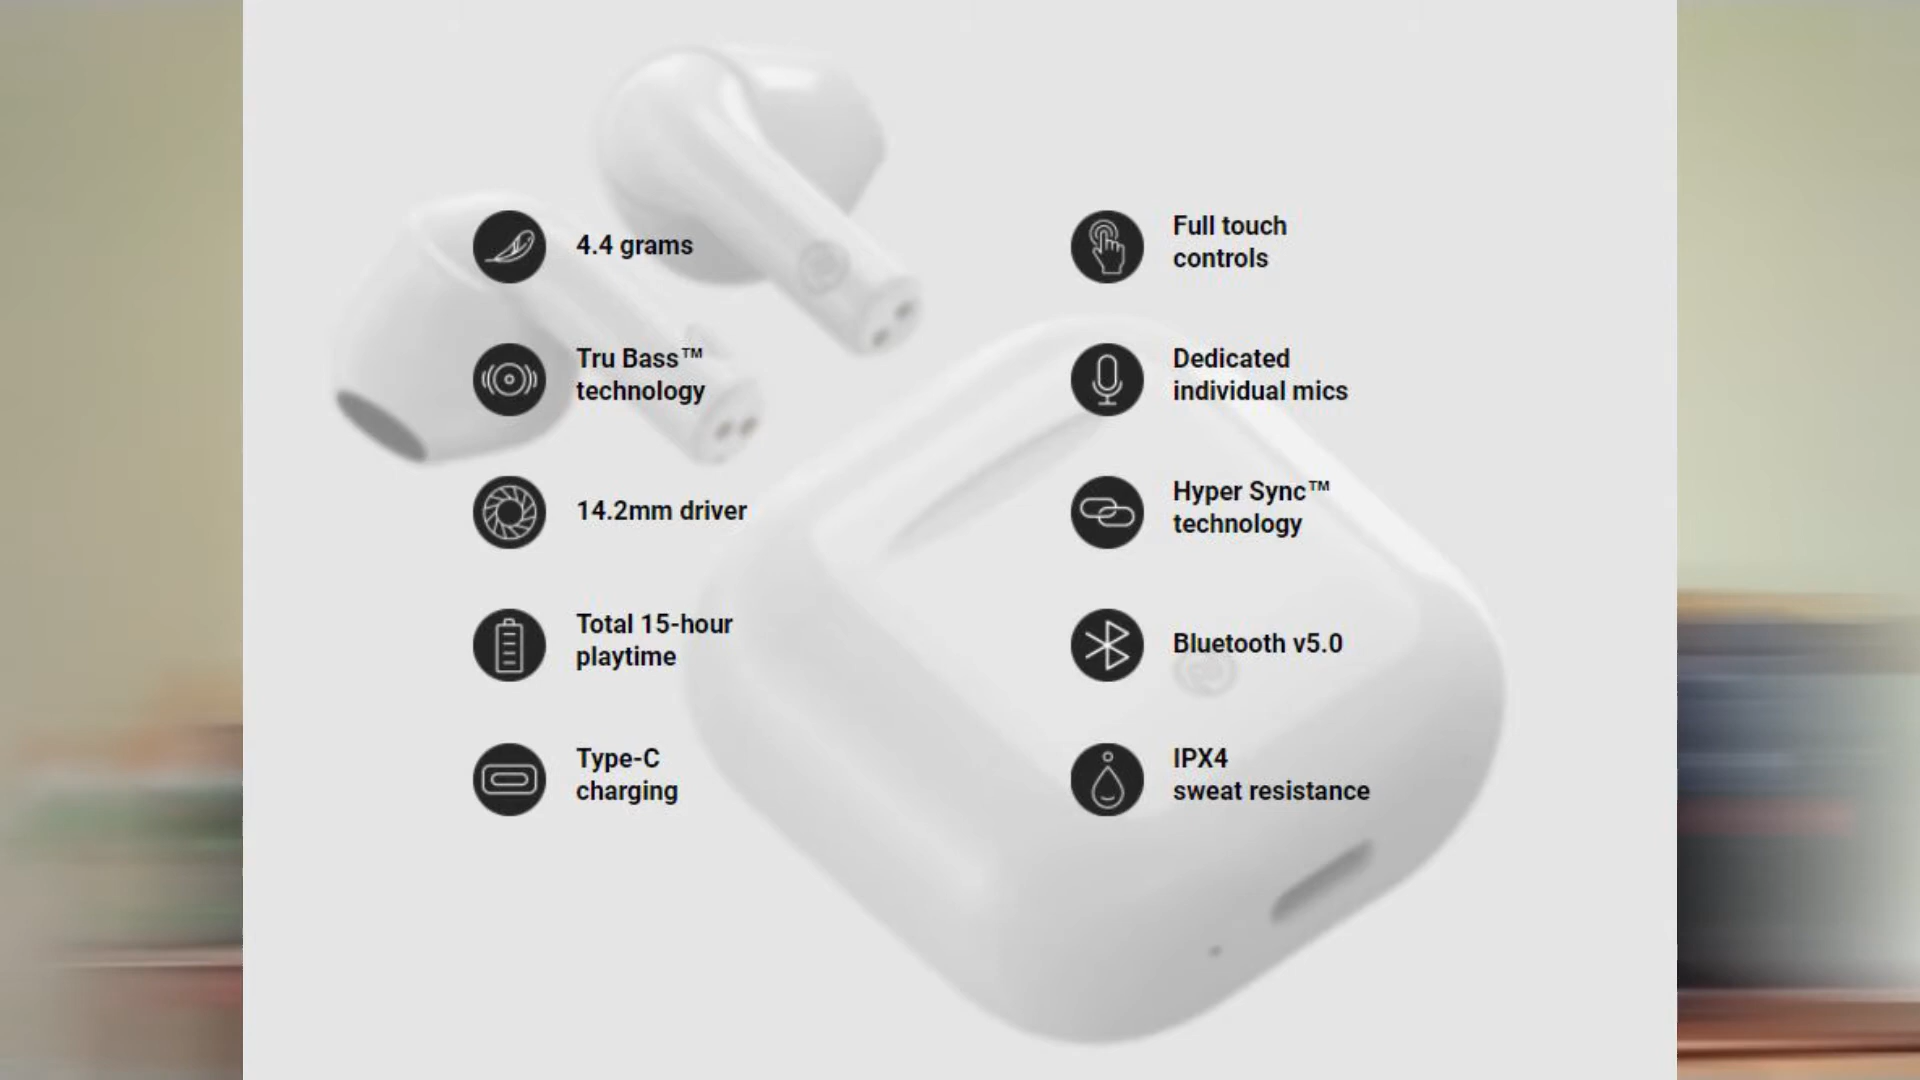 4.4 grams
Tru Bass™
technology
14.2mm driver
Total 15-hour
playtime
Type-C
charging
Full touch
controls
Dedicated
individual mics
Hyper Sync™
technology
Bluetooth v5.0
IPX4
sweat resistance